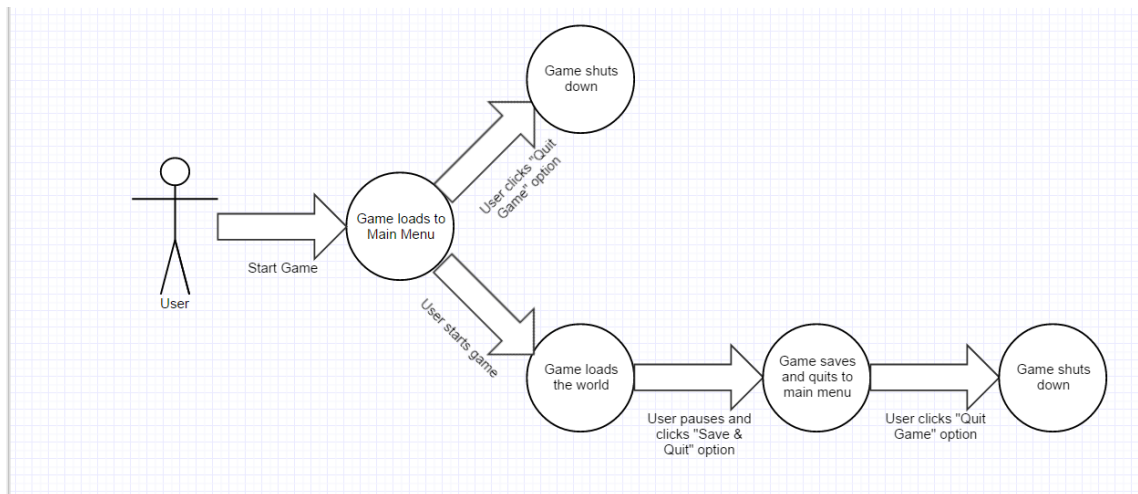 Game shuts
down
User clicks "Quit
Game" option
Game loads to
Main Menu
Start Game
User
User starts game
Game loads
the world
User pauses and
clicks "Save &
Quit" option
Game saves
and quits to
main menu
User clicks "Quit
Game" option
Game shuts
down